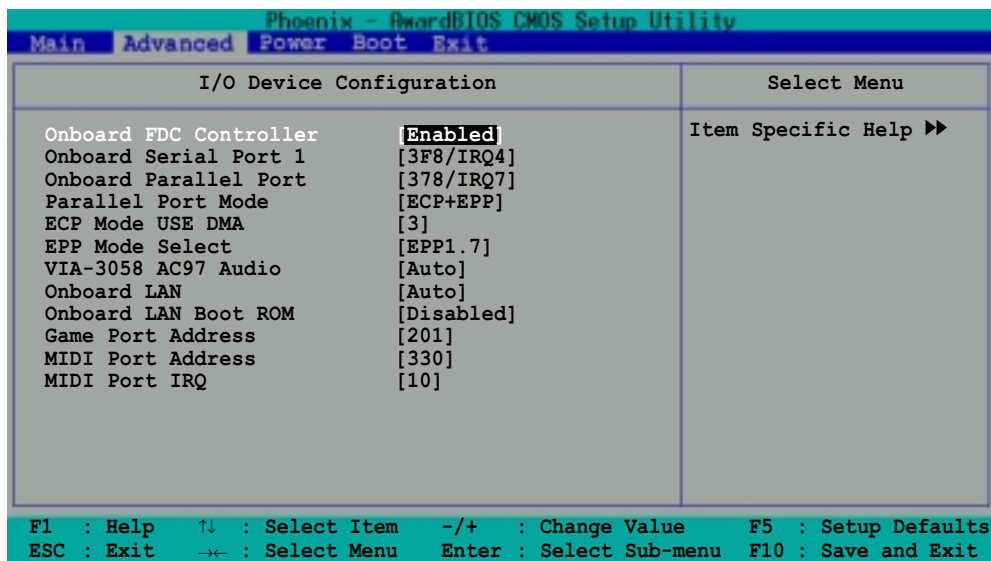 Phoenix - AwardBIOS CMOS Setup Utility
Main Advanced Power Boot Exit
I/O Device Configuration
Select Menu
Onboard FDC Controller [Enabled]
Item Specific Help ▶▶
Onboard Serial Port 1 [3F8/IRQ4]
Onboard Parallel Port [378/IRQ7]
Parallel Port Mode [ECP+EPP]
ECP Mode USE DMA [3]
EPP Mode Select [EPP1.7]
VIA-3058 AC97 Audio [Auto]
Onboard LAN [Auto]
Onboard LAN Boot ROM [Disabled]
Game Port Address [201]
MIDI Port Address [330]
MIDI Port IRQ [10]
F1 : Help ↑↓ : Select Item -/+ : Change Value F5 : Setup Defaults
ESC : Exit →← : Select Menu Enter : Select Sub-menu F10 : Save and Exit